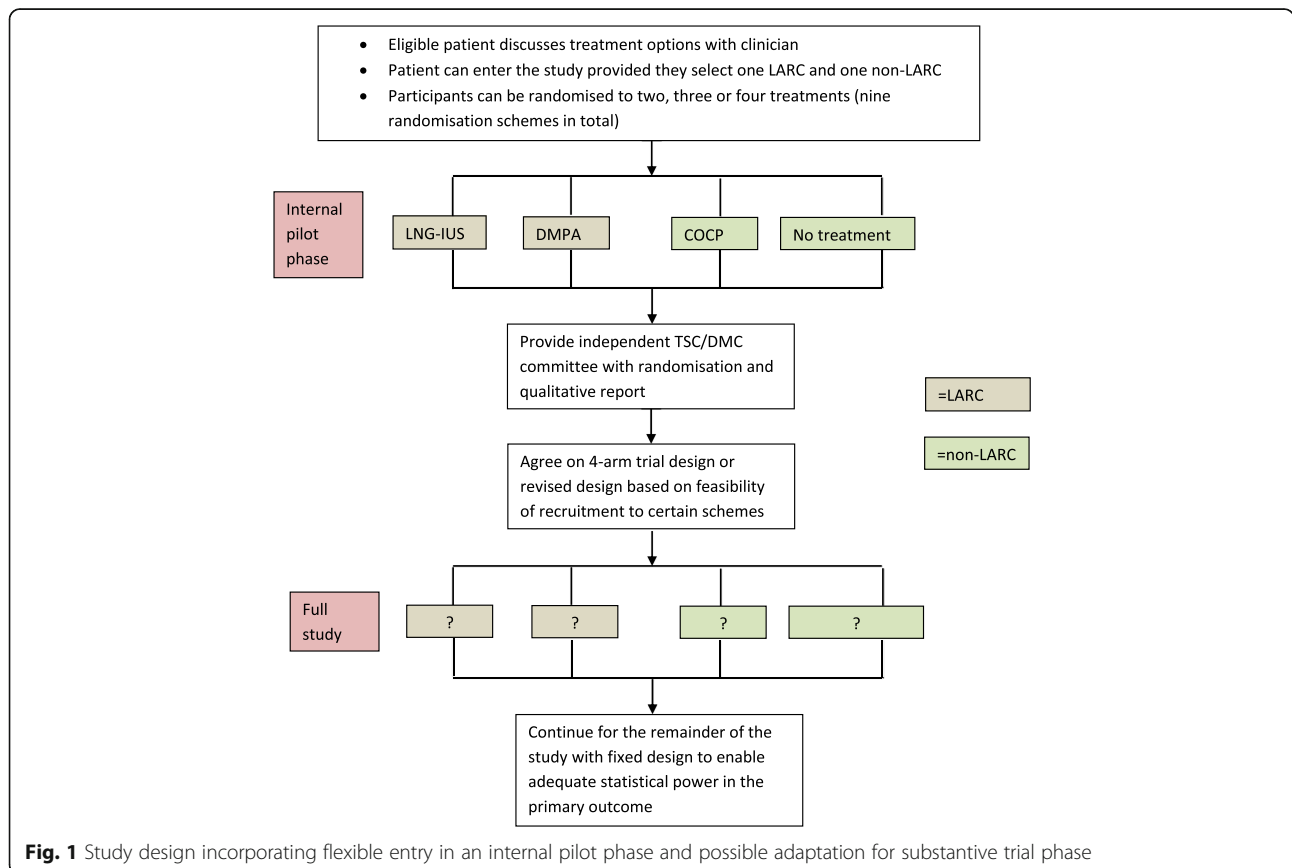 • Eligible patient discusses treatment options with clinician
• Patient can enter the study provided they select one LARC and one non-LARC
• Participants can be randomised to two, three or four treatments (nine
randomisation schemes in total)
Internal
pilot
phase
LNG-IUS
DMPA
COCP
No treatment
Provide independent TSC/DMC
committee with randomisation and
qualitative report
=LARC
=non-LARC
Agree on 4-arm trial design or
revised design based on feasibility
of recruitment to certain schemes
Full
study
?
?
?
?
Continue for the remainder of the
study with fixed design to enable
adequate statistical power in the
primary outcome
Fig. 1 Study design incorporating flexible entry in an internal pilot phase and possible adaptation for substantive trial phase